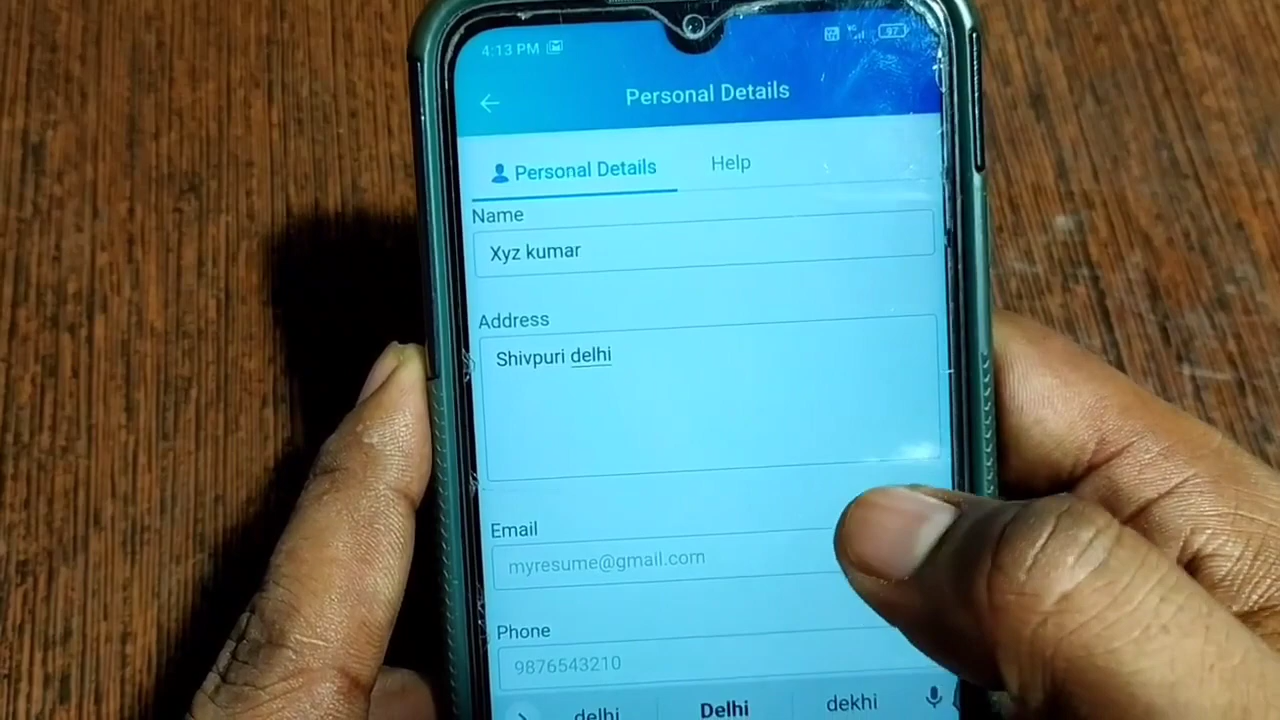 4:13 PM 97
Personal Details
Personal Details Help
Name
Xyz kumar
Address
Shivpuri delhi
Email
myresume@gmail.com
Phone
9876543210
delhi Delhi dekhi